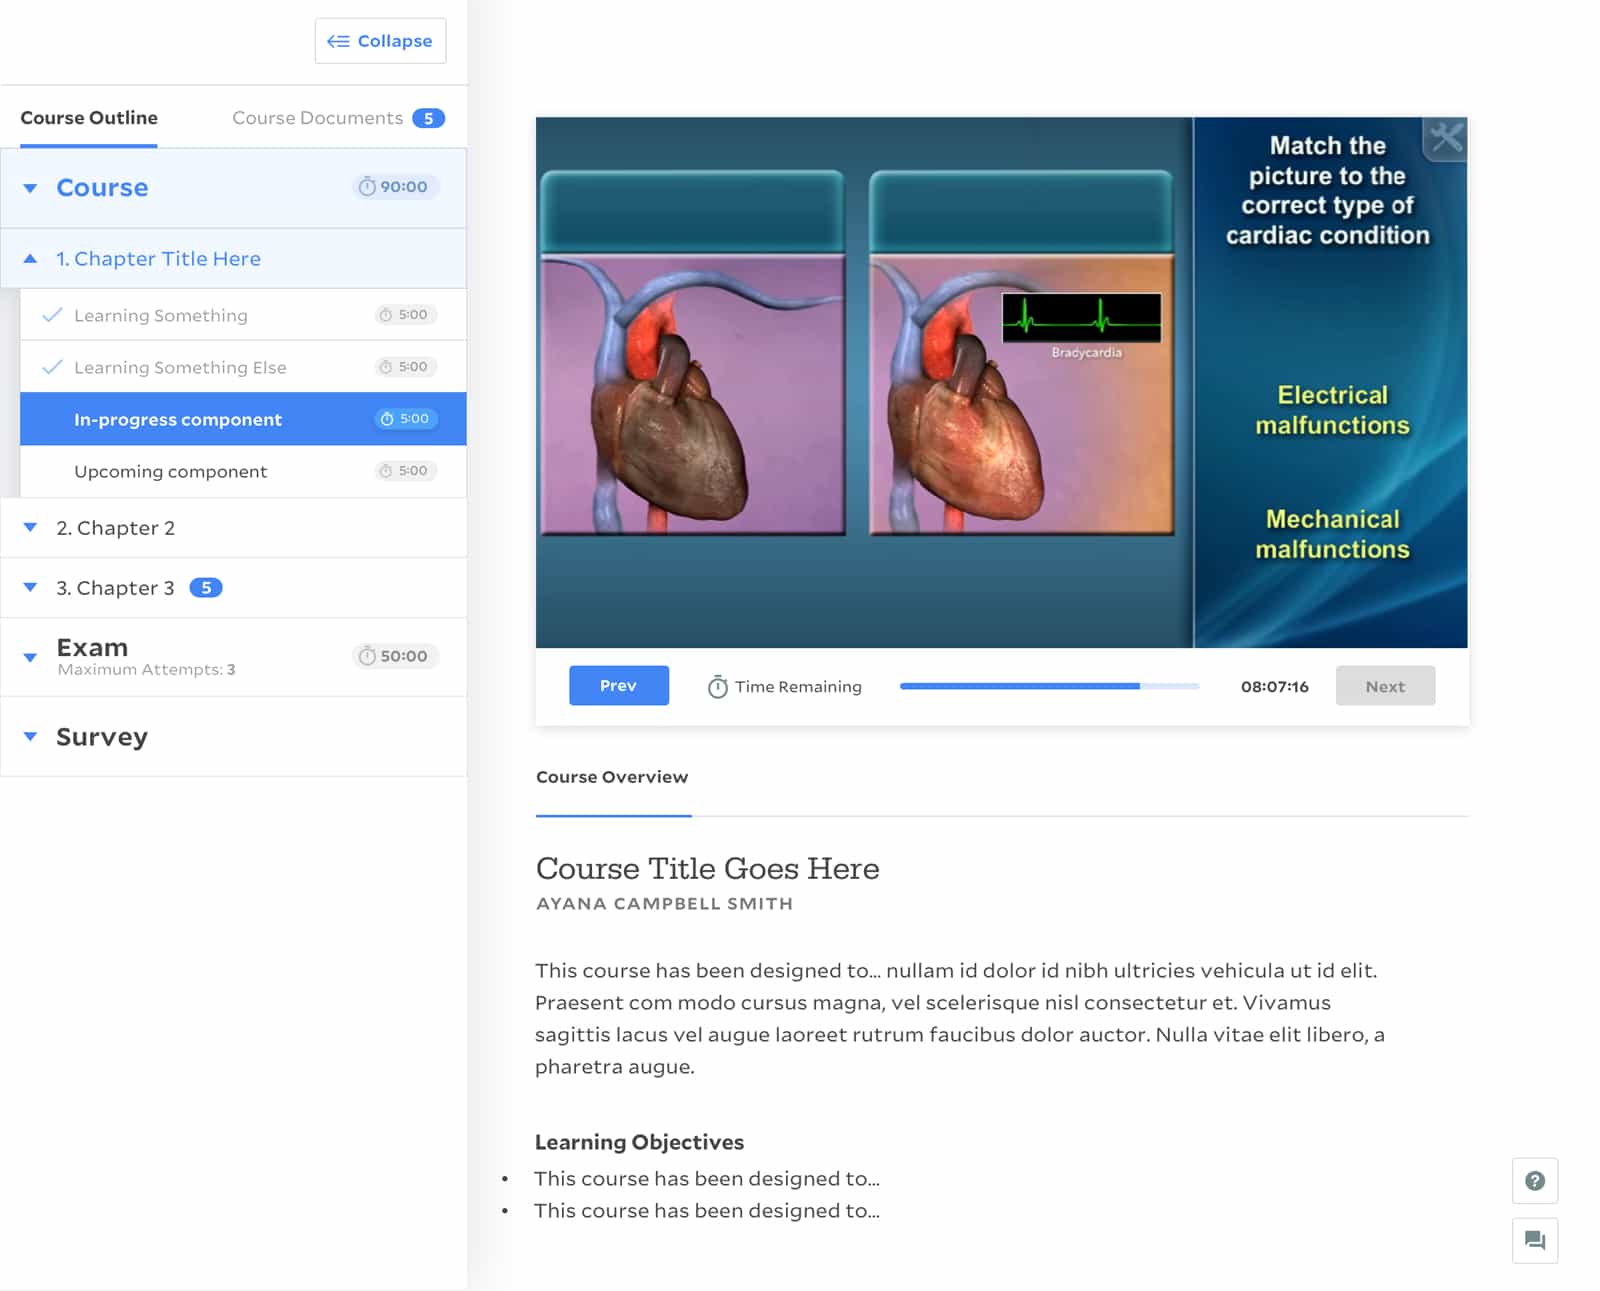 Collapse
Course Outline
Course Documents 5
Course 90:00
1. Chapter Title Here
Learning Something 5:00
Learning Something Else 5:00
In-progress component 5:00
Upcoming component 5:00
2. Chapter 2
3. Chapter 3 5
Exam 50:00
Maximum Attempts: 3
Survey
Match the
picture to the
correct type of
cardiac condition
Bradycardia
Electrical
malfunctions
Mechanical
malfunctions
Prev
Time Remaining
08:07:16
Next
Course Overview
Course Title Goes Here
AYANA CAMPBELL SMITH
This course has been designed to... nullam id dolor id nibh ultricies vehicula ut id elit.
Praesent com modo cursus magna, vel scelerisque nisl consectetur et. Vivamus
sagittis lacus vel augue laoreet rutrum faucibus dolor auctor. Nulla vitae elit libero, a
pharetra augue.
Learning Objectives
• This course has been designed to...
• This course has been designed to...
?